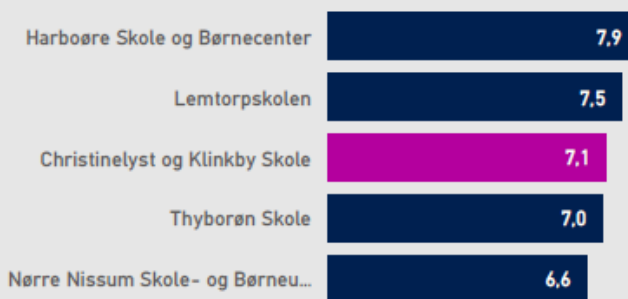 Harboøre Skole og Børnecenter 7,9
Lemtorpskolen 7,5
Christinelyst og Klinkby Skole 7,1
Thyborøn Skole 7,0
Nørre Nissum Skole- og Børneu... 6,6